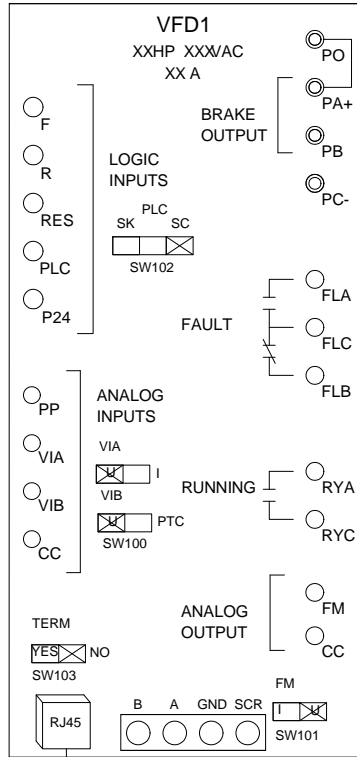 VFD1
XXHP XXXVAC
XX A
PO
PA+
BRAKE
OUTPUT
PB
PC-
F
R
RES
PLC
P24
LOGIC
INPUTS
PLC
SK SC
SW102
FLA
FAULT
FLC
FLB
PP
VIA
VIB
CC
ANALOG
INPUTS
VIA
U I
VIB
U PTC
SW100
RUNNING
RYA
RYC
ANALOG
OUTPUT
FM
CC
TERM
YES NO
SW103
RJ45
B A GND SCR
FM
I U
SW101